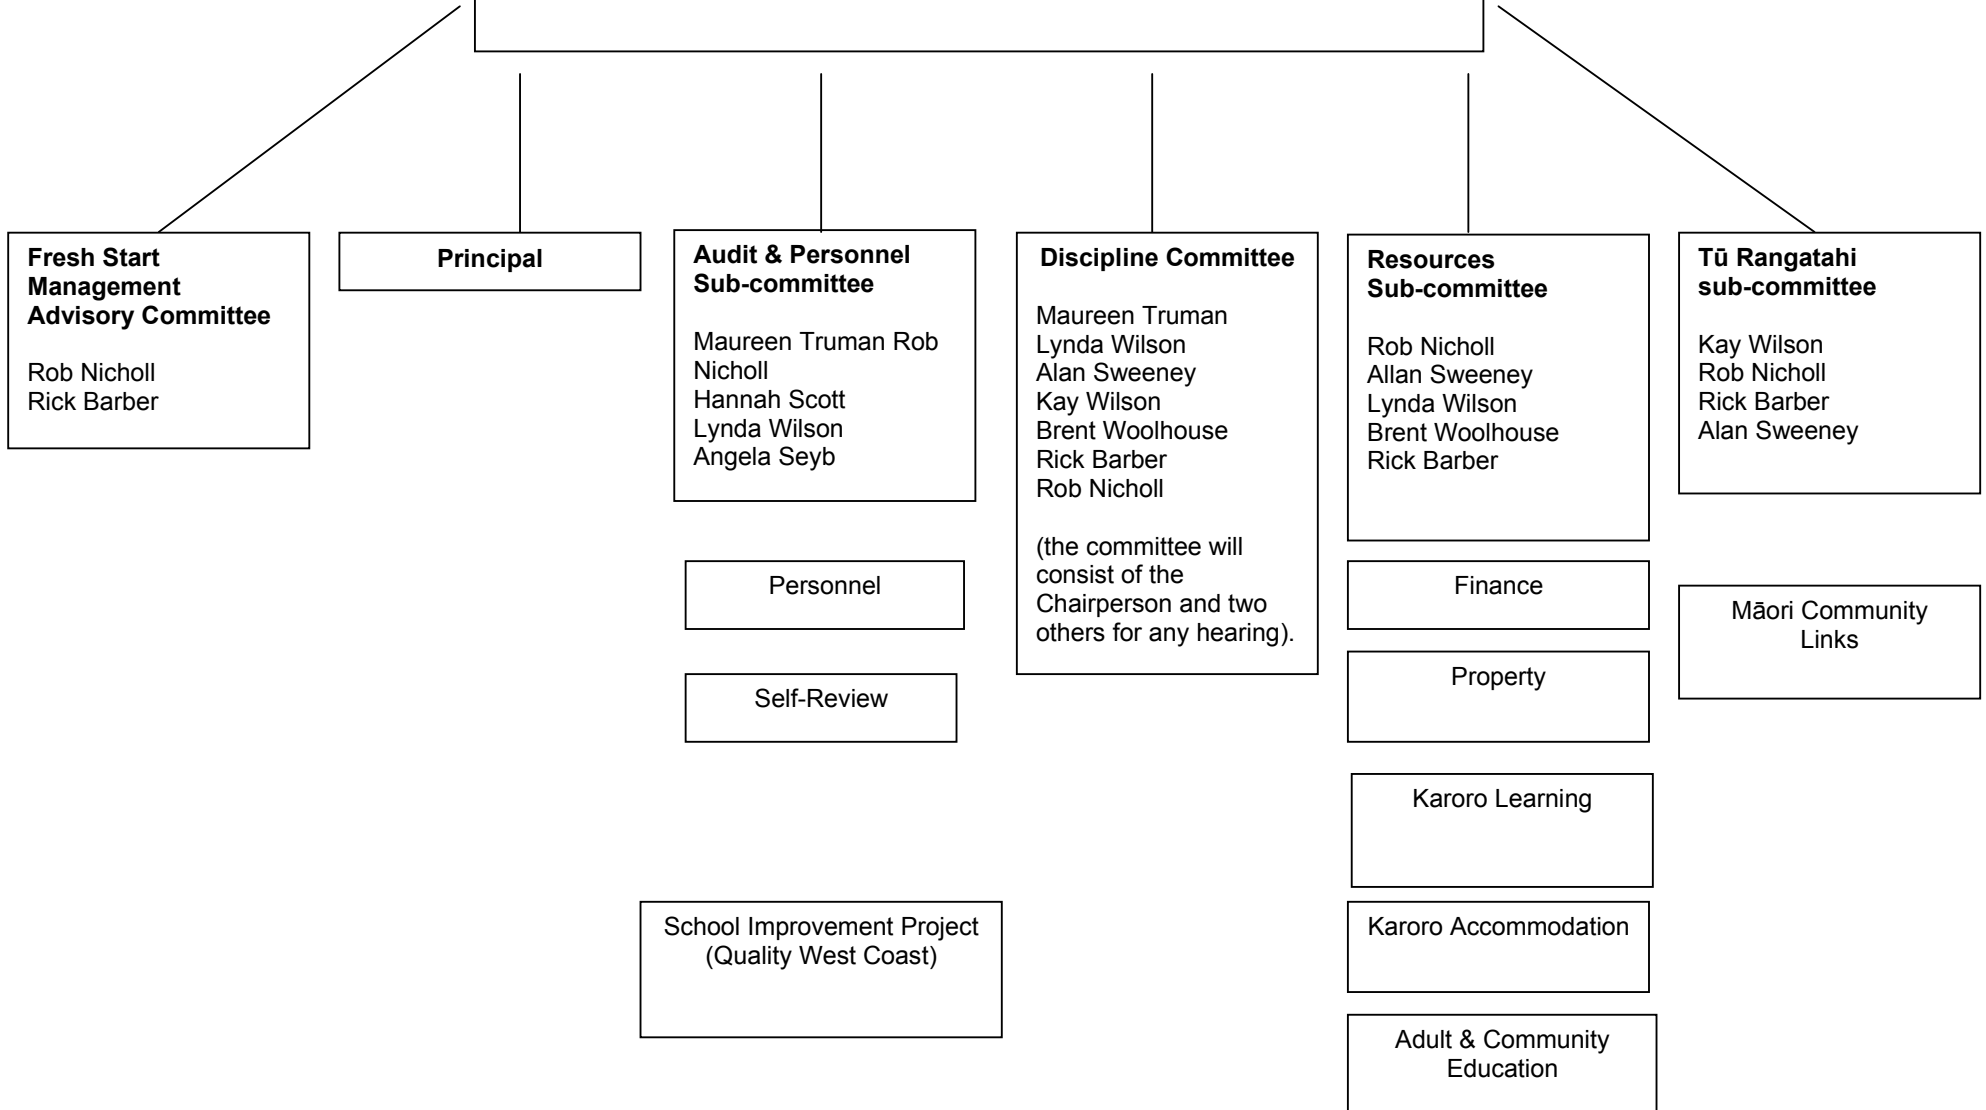 Fresh Start
Management
Advisory Committee
Rob Nicholl
Rick Barber
Principal
Audit & Personnel
Sub-committee
Maureen Truman Rob
Nicholl
Hannah Scott
Lynda Wilson
Angela Seyb
Personnel
Self-Review
School Improvement Project
(Quality West Coast)
Discipline Committee
Maureen Truman
Lynda Wilson
Alan Sweeney
Kay Wilson
Brent Woolhouse
Rick Barber
Rob Nicholl
(the committee will
consist of the
Chairperson and two
others for any hearing).
Resources
Sub-committee
Rob Nicholl
Allan Sweeney
Lynda Wilson
Brent Woolhouse
Rick Barber
Finance
Property
Karoro Learning
Karoro Accommodation
Adult & Community
Education
Tū Rangatahi
sub-committee
Kay Wilson
Rob Nicholl
Rick Barber
Alan Sweeney
Māori Community
Links